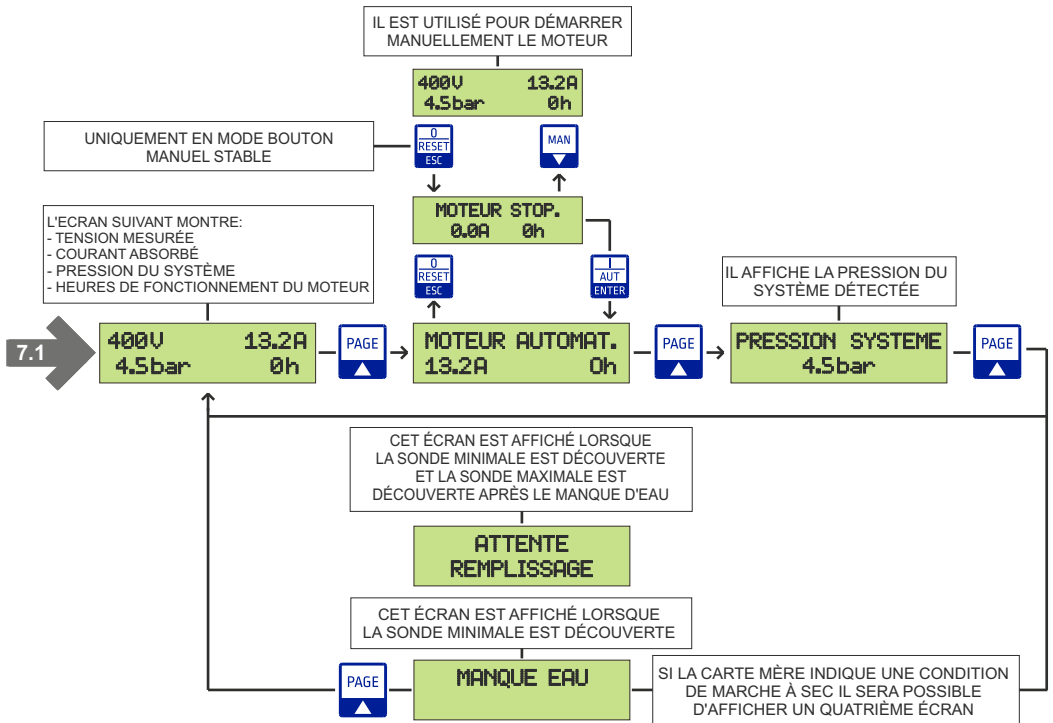 IL EST UTILISÉ POUR DÉMARRER
MANUELLEMENT LE MOTEUR
400V 13.2A
4.5bar 0h
UNIQUEMENT EN MODE BOUTON
MANUEL STABLE
0
RESET
ESC
MAN
MOTEUR STOP.
0.0A 0h
L'ECRAN SUIVANT MONTRE:
- TENSION MESURÉE
- COURANT ABSORBÉ
- PRESSION DU SYSTÈME
- HEURES DE FONCTIONNEMENT DU MOTEUR
0
RESET
ESC
I
AUT
ENTER
IL AFFICHE LA PRESSION DU
SYSTÈME DÉTECTÉE
7.1
400V 13.2A
4.5bar 0h
PAGE
MOTEUR AUTOMAT.
13.2A Oh
PAGE
PRESSION SYSTEME
4.5bar
PAGE
CET ÉCRAN EST AFFICHÉ LORSQUE
LA SONDE MINIMALE EST DÉCOUVERTE
ET LA SONDE MAXIMALE EST
DÉCOUVERTE APRÈS LE MANQUE D'EAU
ATTENTE
REMPLISSAGE
CET ÉCRAN EST AFFICHÉ LORSQUE
LA SONDE MINIMALE EST DÉCOUVERTE
PAGE
MANQUE EAU
SI LA CARTE MÈRE INDIQUE UNE CONDITION
DE MARCHE À SEC IL SERA POSSIBLE
D'AFFICHER UN QUATRIÈME ÉCRAN